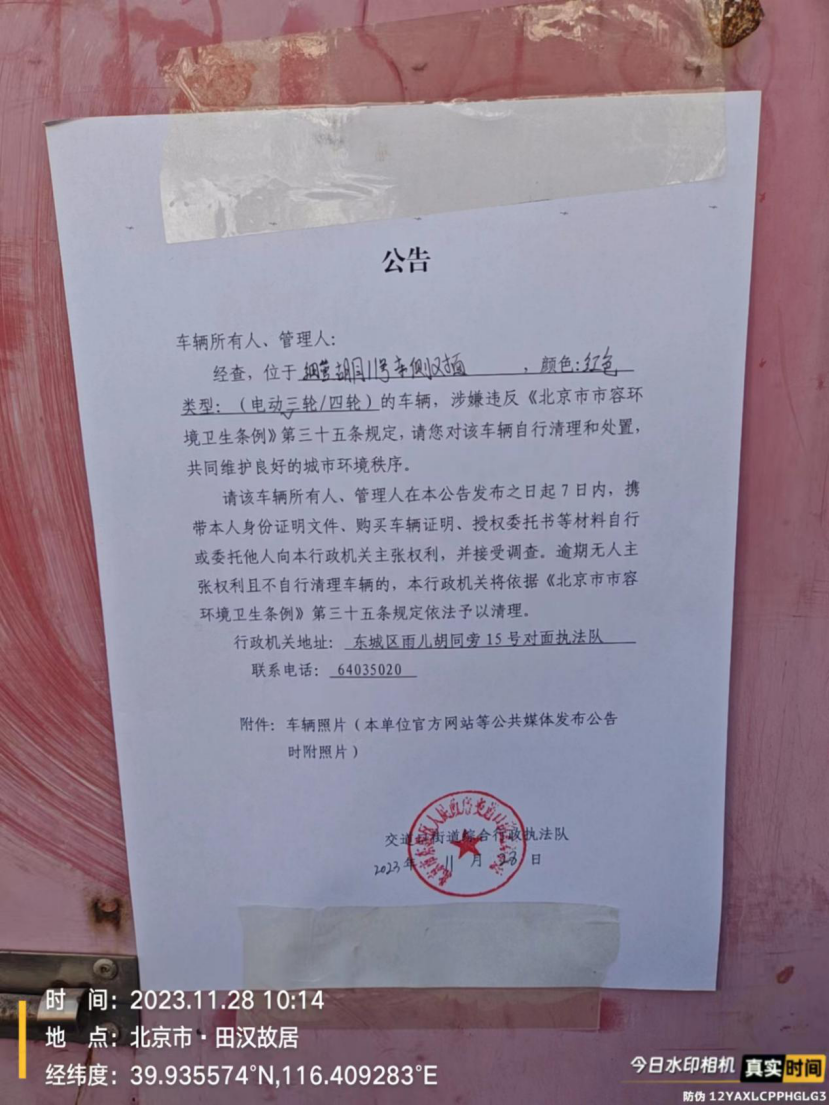 公告
车辆所有人、管理人：
经查，位于 细管胡同11号车侧对面 ，颜色：红色
类型：（电动三轮/四轮）的车辆，涉嫌违反《北京市市容环
境卫生条例》第三十五条规定，请您对该车辆自行清理和处置，
共同维护良好的城市环境秩序。
请该车辆所有人、管理人在本公告发布之日起7日内，携
带本人身份证明文件、购买车辆证明、授权委托书等材料自行
或委托他人向本行政机关主张权利，并接受调查。逾期无人主
张权利且不自行清理车辆的，本行政机关将依据《北京市市容
环境卫生条例》第三十五条规定依法予以清理。
行政机关地址： 东城区雨儿胡同旁15号对面执法队
联系电话： 64035020
附件：车辆照片（本单位官方网站等公共媒体发布公告
时附照片）
交道口街道综合行政执法队
2023年 11 月 23 日
时 间：2023.11.28 10:14
地 点：北京市·田汉故居
经纬度：39.935574°N,116.409283°E
今日水印相机 真实时间
防伪 12YAXLCPPHGLG3